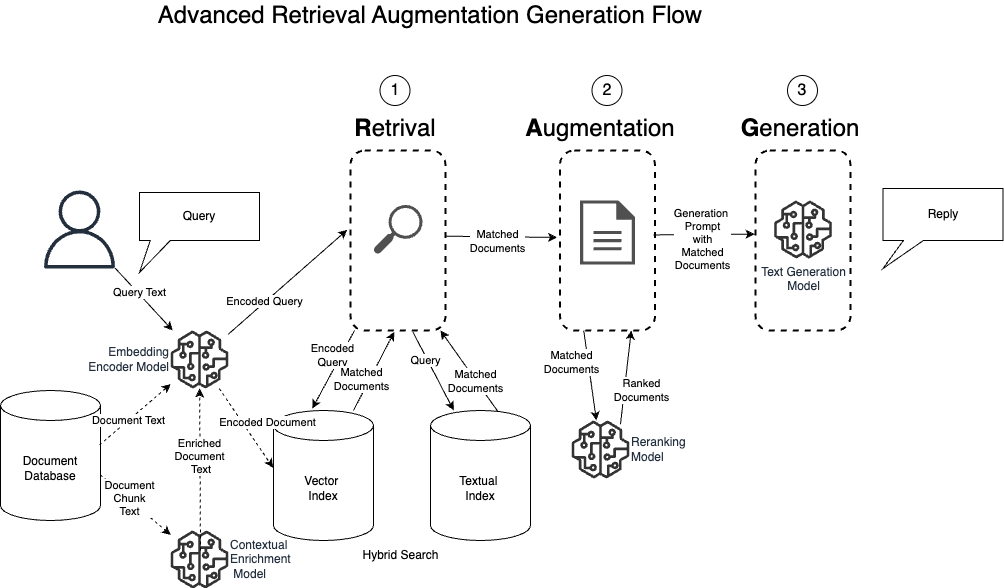 Advanced Retrieval Augmentation Generation Flow
1
2
3
Retrival
Augmentation
Generation
Query
Reply
Matched
Documents
Generation
Prompt
with
Matched
Documents
Text Generation
Model
Query Text
Encoded Query
Embedding
Encoder Model
Encoded
Query
Matched
Documents
Query
Matched
Documents
Matched
Documents
Ranked
Documents
Document Text
Encoded Document
Document
Database
Enriched
Document
Text
Vector
Index
Textual
Index
Reranking
Model
Document
Chunk
Text
Contextual
Enrichment
Model
Hybrid Search